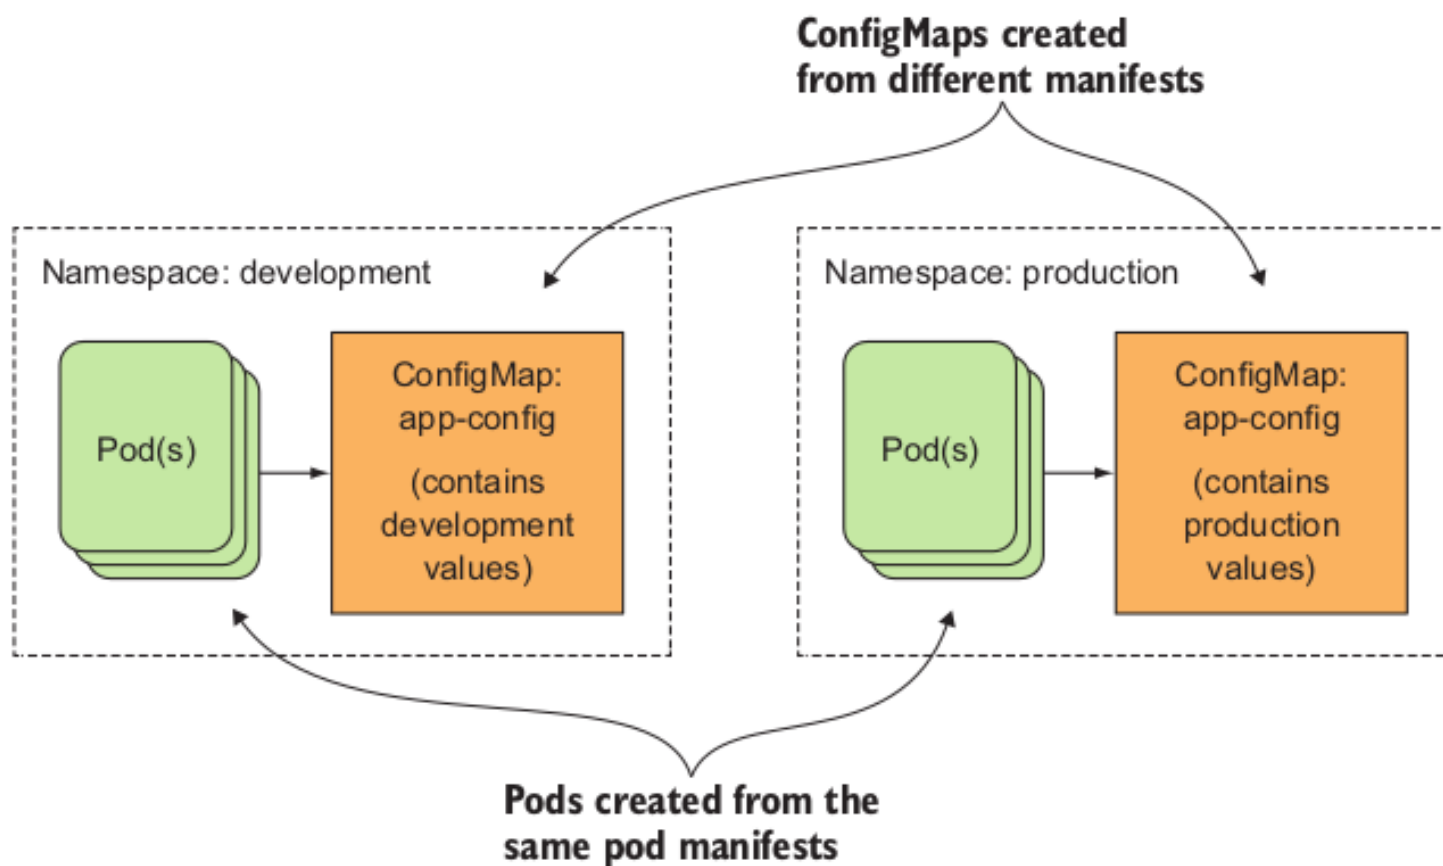 ConfigMaps created
from different manifests
Namespace: development
Pod(s)
ConfigMap:
app-config
(contains
development
values)
Namespace: production
Pod(s)
ConfigMap:
app-config
(contains
production
values)
Pods created from the
same pod manifests